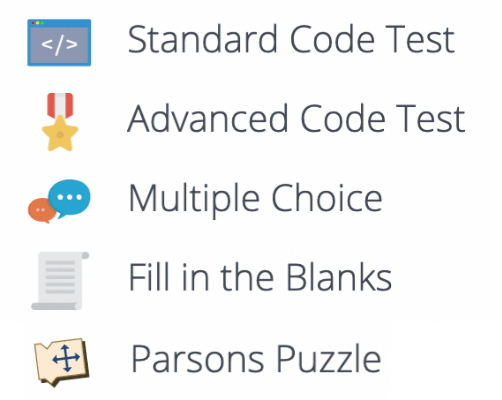 </>
Standard Code Test
Advanced Code Test
Multiple Choice
Fill in the Blanks
Parsons Puzzle